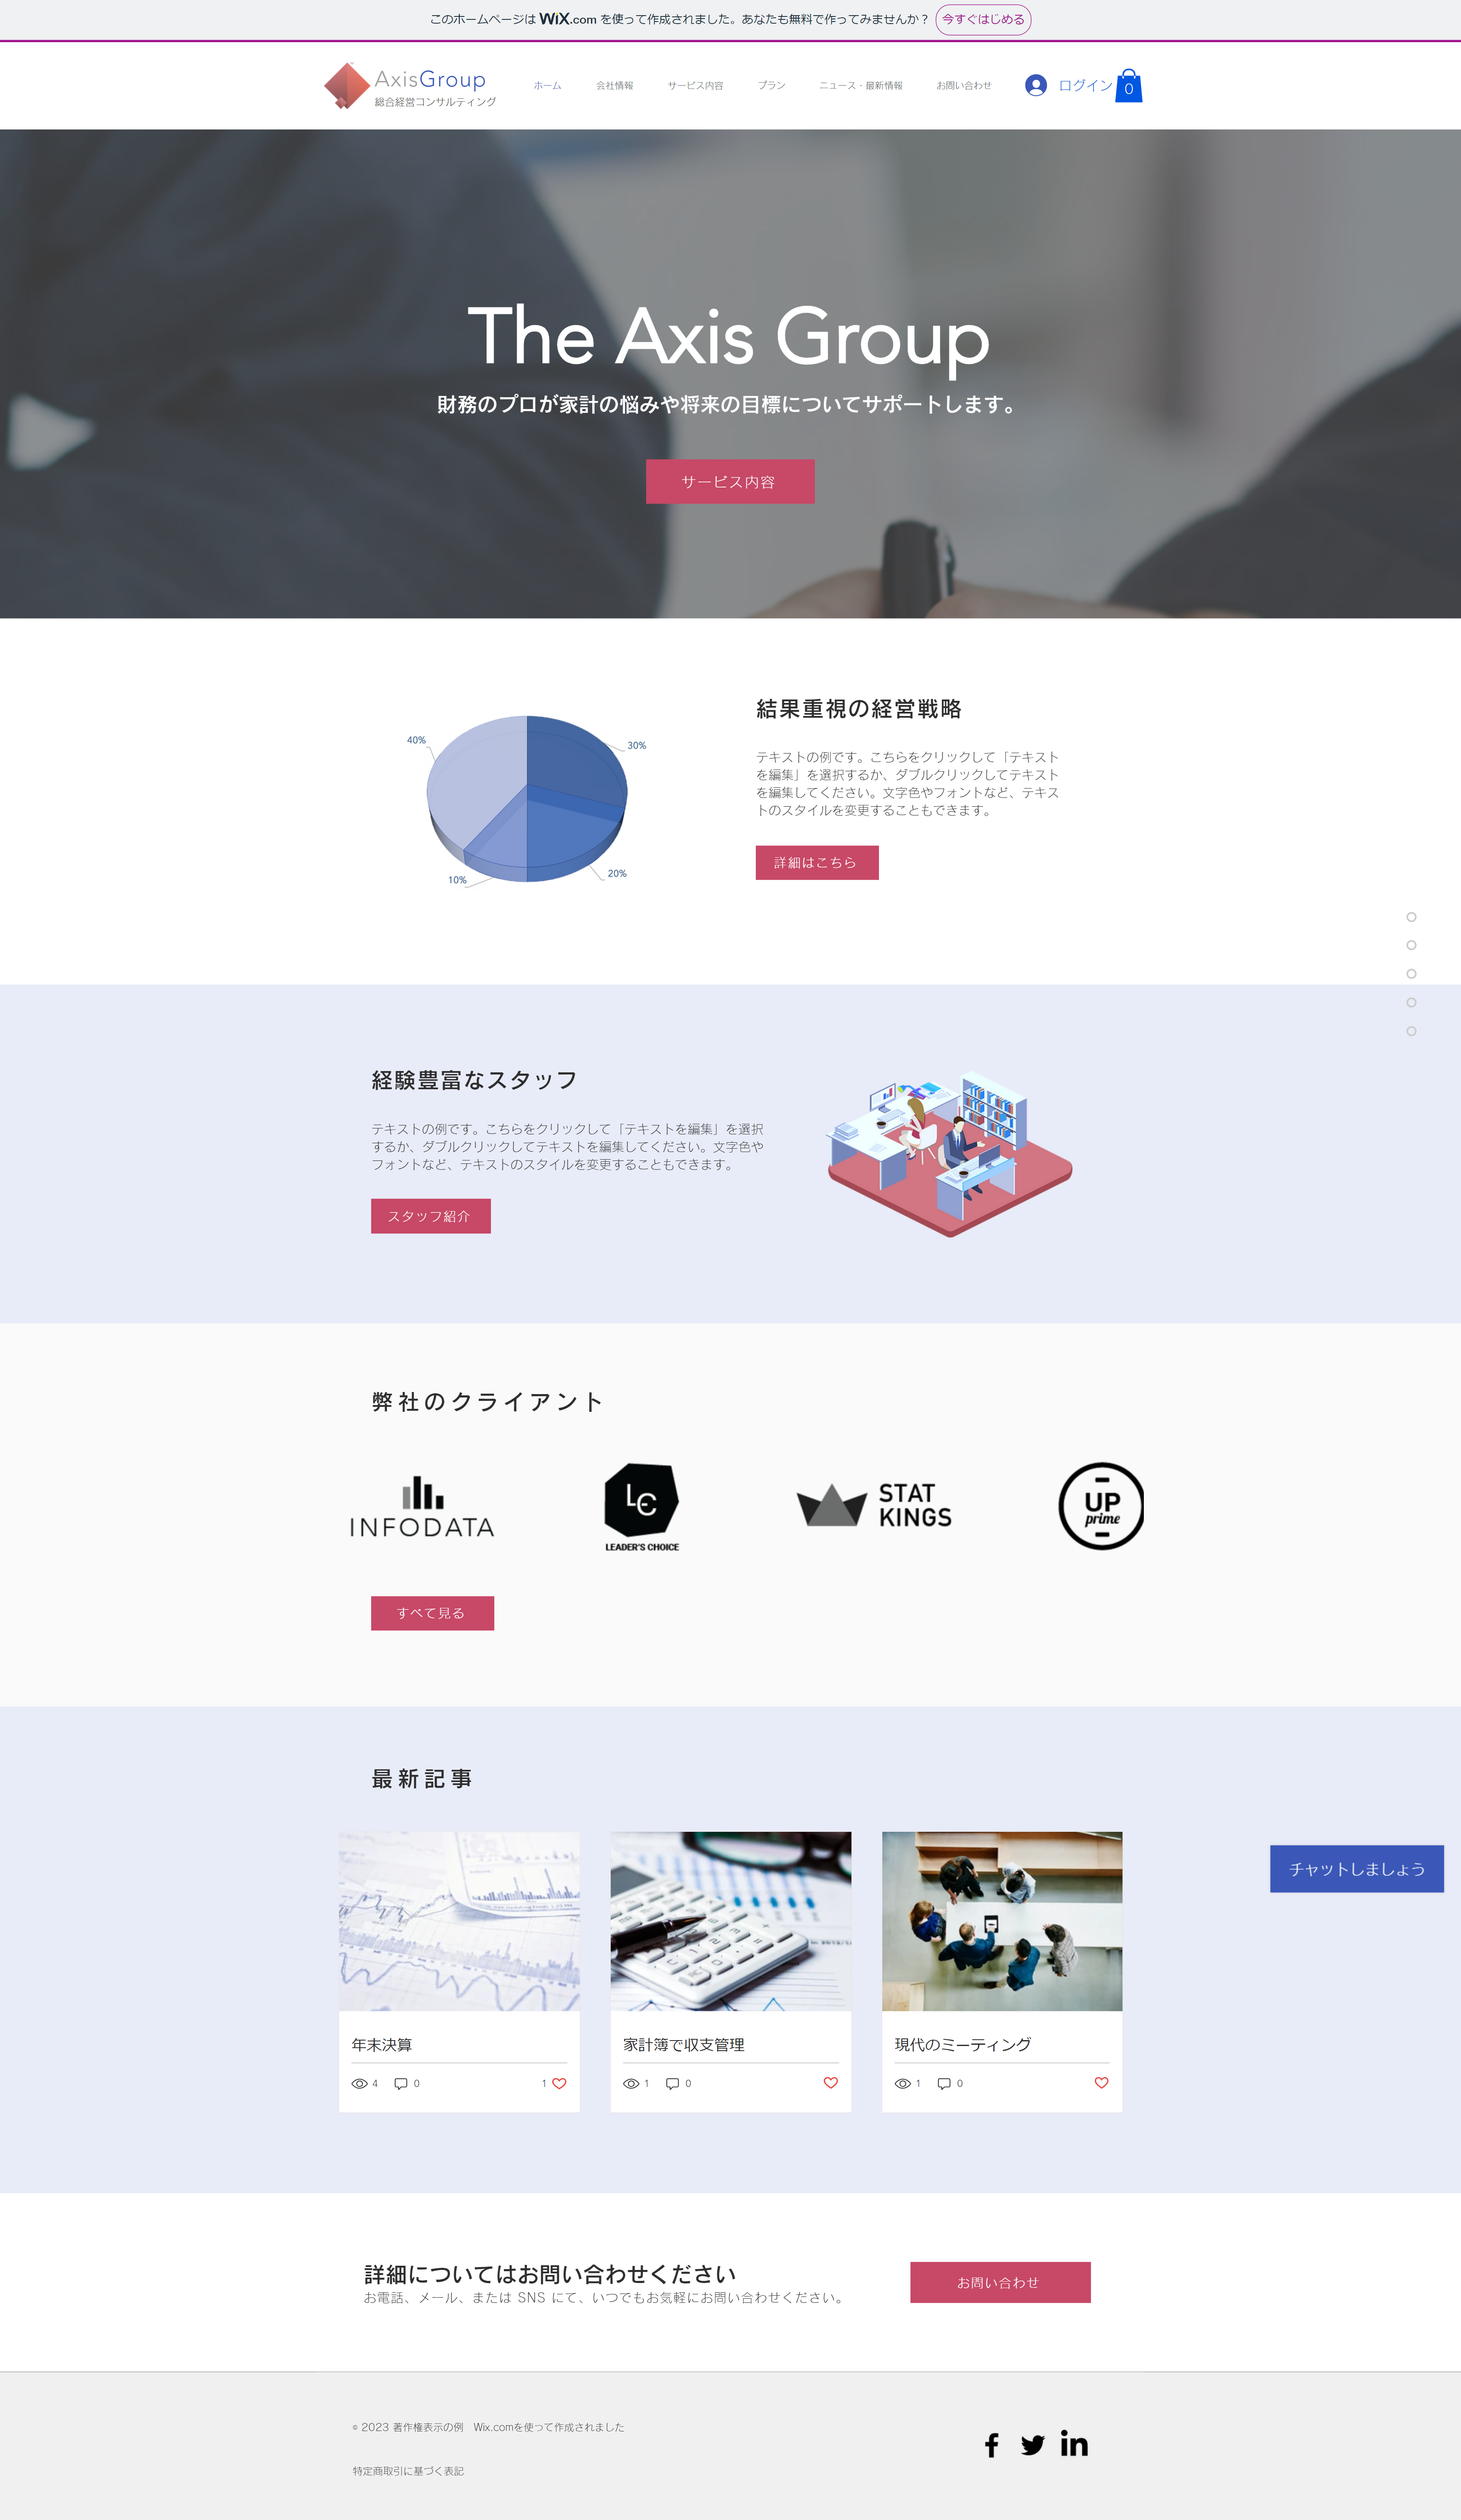 このホームページは WiX.com を使って作成されました。あなたも無料で作ってみませんか？ 今すぐはじめる
AxisGroup
総合経営コンサルティング
ホーム 会社情報 サービス内容 プラン ニュース・最新情報 お問い合わせ ログイン 0
The Axis Group
財務のプロが家計の悩みや将来の目標についてサポートします。
サービス内容
40%
30%
20%
10%
結果重視の経営戦略
テキストの例です。こちらをクリックして「テキスト
を編集」を選択するか、ダブルクリックしてテキスト
を編集してください。文字色やフォントなど、テキス
トのスタイルを変更することもできます。
詳細はこちら
経験豊富なスタッフ
テキストの例です。こちらをクリックして「テキストを編集」を選択
するか、ダブルクリックしてテキストを編集してください。文字色や
フォントなど、テキストのスタイルを変更することもできます。
スタッフ紹介
弊社のクライアント
INFODATA
LE
LEADER'S CHOICE
STAT
KINGS
UP
prime
すべて見る
最新記事
チャットしましょう
年末決算
4 0 1
家計簿で収支管理
1 0
現代のミーティング
1 0
詳細についてはお問い合わせください
お電話、メール、または SNS にて、いつでもお気軽にお問い合わせください。
お問い合わせ
© 2023 著作権表示の例　Wix.comを使って作成されました
特定商取引に基づく表記